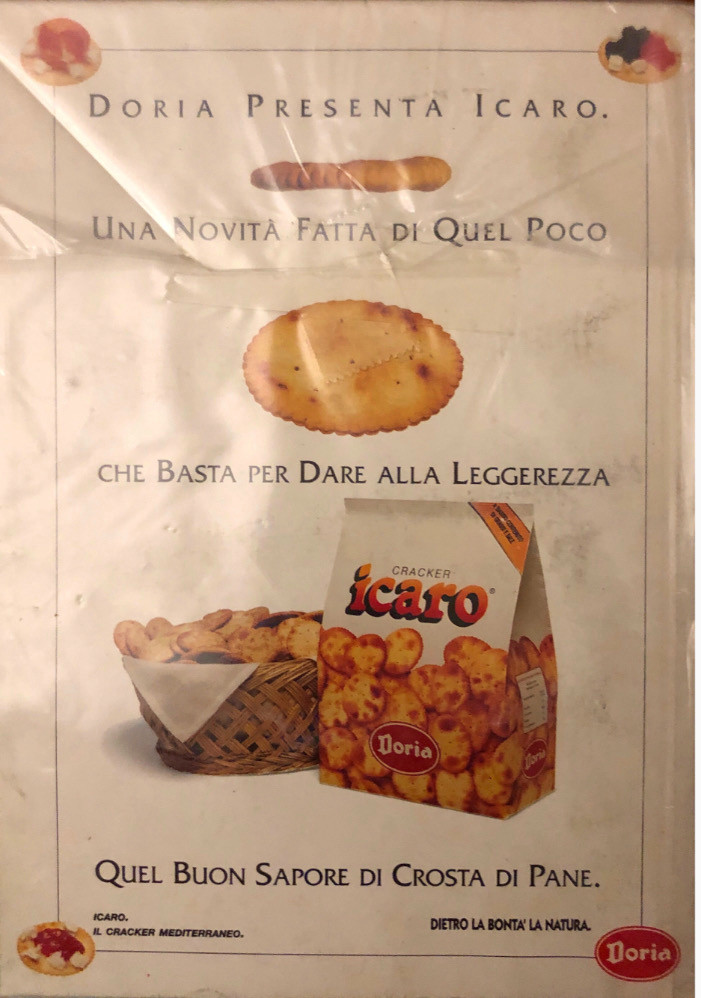 DORIA PRESENTA ICARO.
UNA NOVITÀ FATTA DI QUEL POCO
CHE BASTA PER DARE ALLA LEGGEREZZA
CRACKER
icaro®
Doria
Doria
QUEL BUON SAPORE DI CROSTA DI PANE.
ICARO.
IL CRACKER MEDITERRANEO.
DIETRO LA BONTA' LA NATURA.
Doria